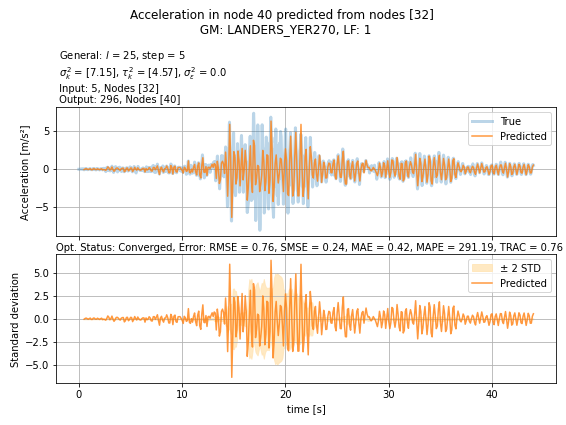 Acceleration in node 40 predicted from nodes [32]
GM: LANDERS_YER270, LF: 1
General: l = 25, step = 5
σ²ₖ = [7.15], τ²ₖ = [4.57], σ²ε = 0.0
Input: 5, Nodes [32]
Output: 296, Nodes [40]
Acceleration [m/s²]
5
0
−5
True
Predicted
Opt. Status: Converged, Error: RMSE = 0.76, SMSE = 0.24, MAE = 0.42, MAPE = 291.19, TRAC = 0.76
Standard deviation
5.0
2.5
0.0
−2.5
−5.0
± 2 STD
Predicted
0 10 20 30 40
time [s]